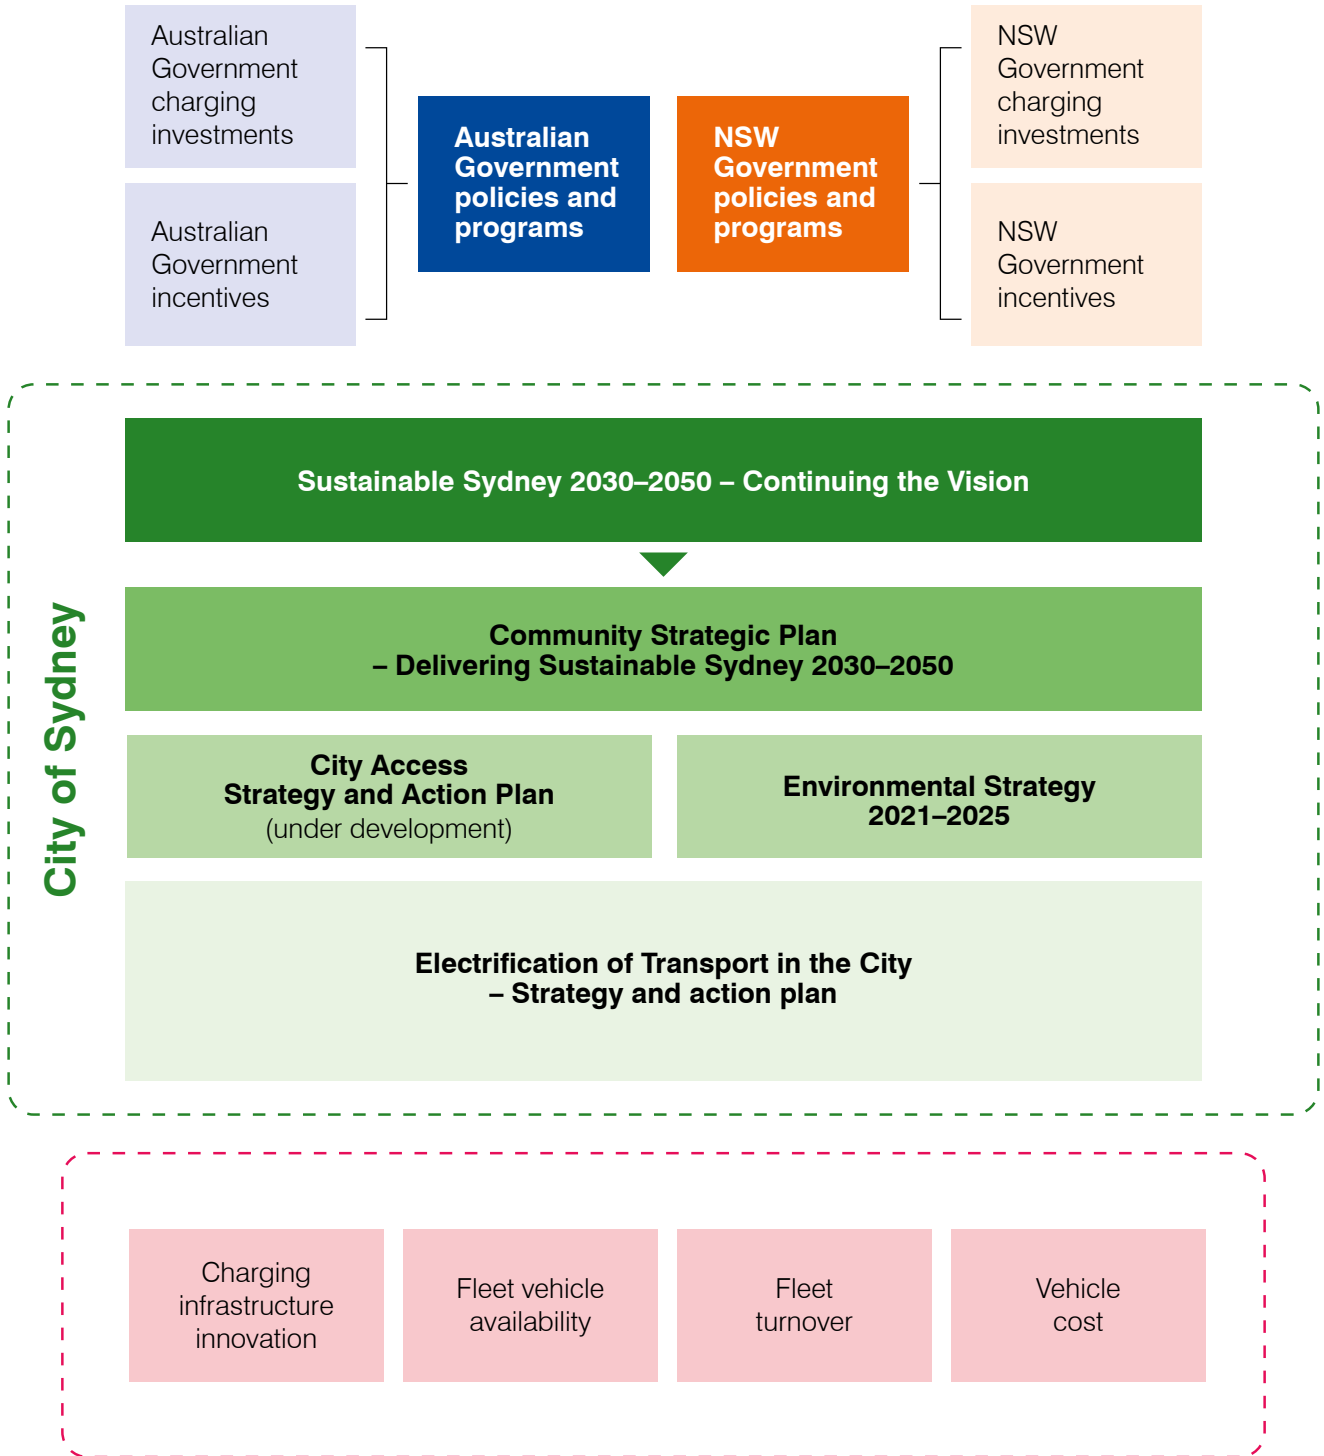 Australian
Government
charging
investments
Australian
Government
incentives
Australian
Government
policies and
programs
NSW
Government
policies and
programs
NSW
Government
charging
investments
NSW
Government
incentives
City of Sydney
Sustainable Sydney 2030–2050 – Continuing the Vision
Community Strategic Plan
– Delivering Sustainable Sydney 2030–2050
City Access
Strategy and Action Plan
(under development)
Environmental Strategy
2021–2025
Electrification of Transport in the City
– Strategy and action plan
Charging
infrastructure
innovation
Fleet vehicle
availability
Fleet
turnover
Vehicle
cost